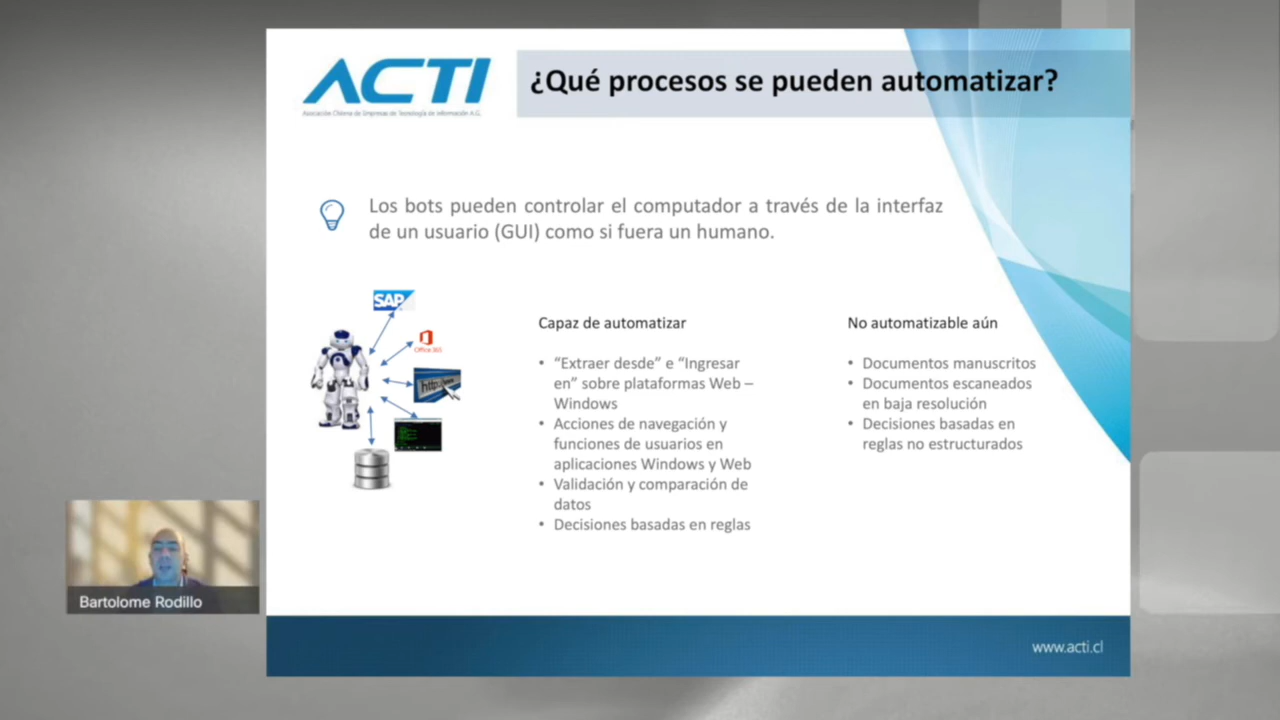 ACTI
Asociación Chilena de Empresas de Tecnología de Información A.G.
¿Qué procesos se pueden automatizar?
Los bots pueden controlar el computador a través de la interfaz
de un usuario (GUI) como si fuera un humano.
SAP
Office 365
http://www
Capaz de automatizar
• “Extraer desde” e “Ingresar
en” sobre plataformas Web –
Windows
• Acciones de navegación y
funciones de usuarios en
aplicaciones Windows y Web
• Validación y comparación de
datos
• Decisiones basadas en reglas
No automatizable aún
• Documentos manuscritos
• Documentos escaneados
en baja resolución
• Decisiones basadas en
reglas no estructurados
Bartolome Rodillo
www.acti.cl